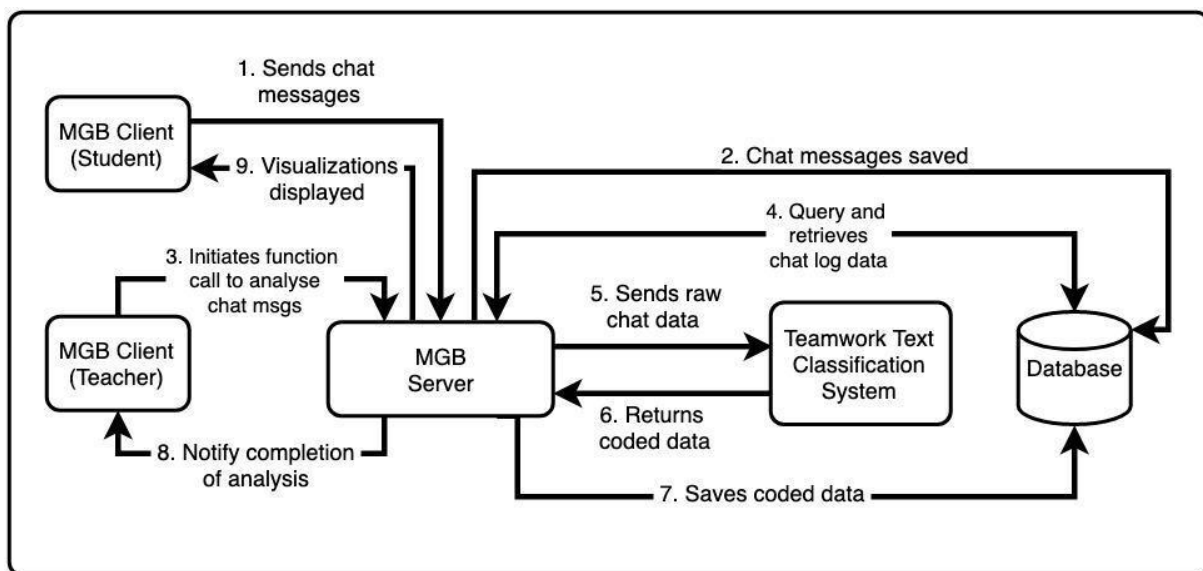 1. Sends chat
messages
MGB Client
(Student)
9. Visualizations
displayed
2. Chat messages saved
4. Query and
retrieves
chat log data
3. Initiates function
call to analyse
chat msgs
5. Sends raw
chat data
MGB Client
(Teacher)
MGB
Server
Teamwork Text
Classification
System
Database
6. Returns
coded data
8. Notify completion
of analysis
7. Saves coded data